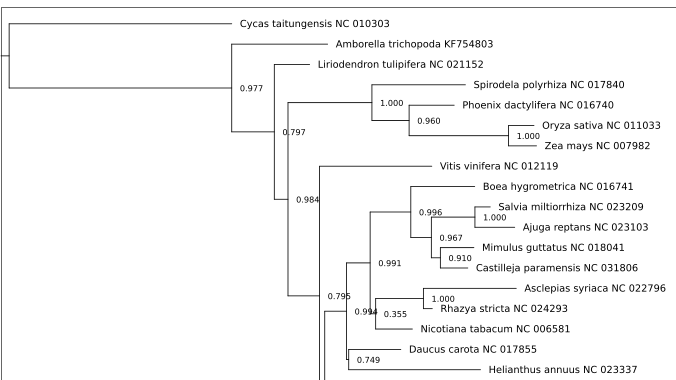 Cycas taitungensis NC 010303
Amborella trichopoda KF754803
Liriodendron tulipifera NC 021152
0.977
Spirodela polyrhiza NC 017840
1.000
Phoenix dactylifera NC 016740
0.960
Oryza sativa NC 011033
0.797
1.000
Zea mays NC 007982
Vitis vinifera NC 012119
Boea hygrometrica NC 016741
0.984
Salvia miltiorrhiza NC 023209
0.996
1.000
Ajuga reptans NC 023103
0.967
Mimulus guttatus NC 018041
0.910
0.991
Castilleja paramensis NC 031806
Asclepias syriaca NC 022796
0.795
1.000
Rhazya stricta NC 024293
0.994
0.355
Nicotiana tabacum NC 006581
Daucus carota NC 017855
0.749
Helianthus annuus NC 023337